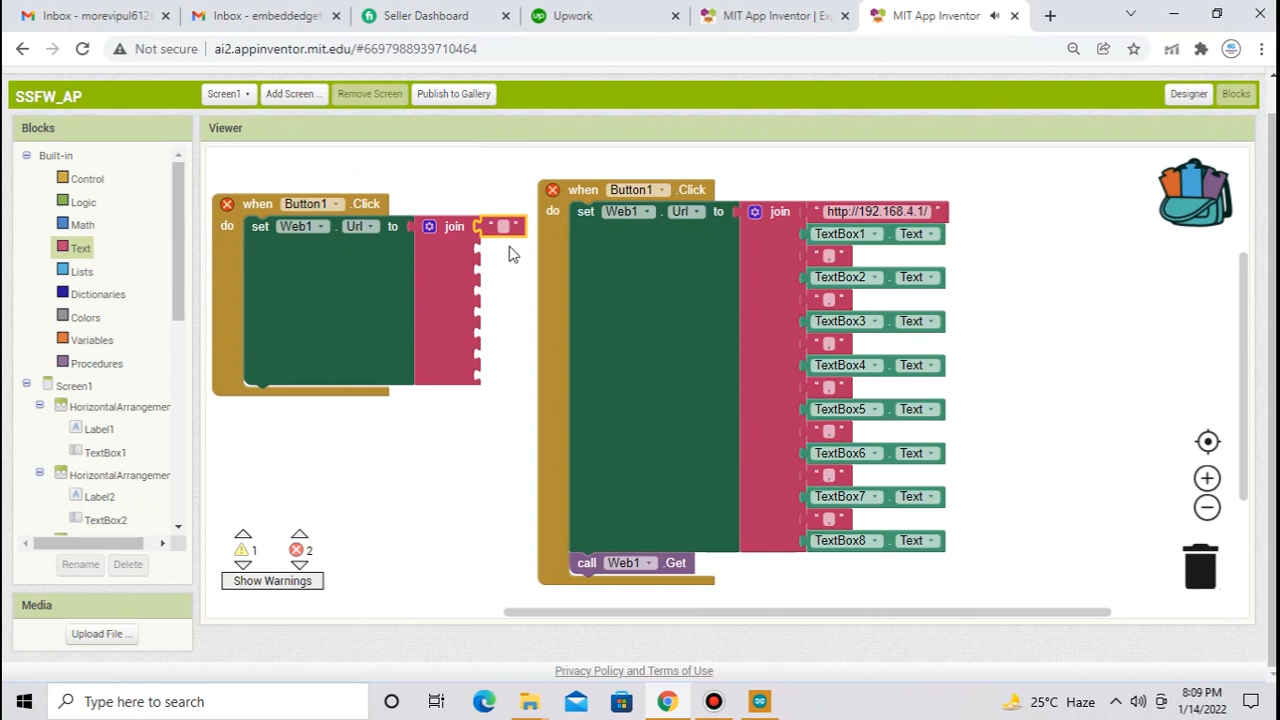 Inbox - morevipul612
Inbox - embeddedget
Seller Dashboard
Upwork
MIT App Inventor | Exp
MIT App Inventor
Not secure
ai2.appinventor.mit.edu/#6697988939710464
SSFW_AP
Screen1
Add Screen ...
Remove Screen
Publish to Gallery
Designer
Blocks
Blocks
Viewer
Built-in
Control
Logic
Math
Text
Lists
Dictionaries
Colors
Variables
Procedures
Screen1
HorizontalArrangemen
Label1
TextBox1
HorizontalArrangemen
Label2
TextBox2
Rename
Delete
Media
Upload File ...
when Button1 .Click
do set Web1 . Url to join " "
1
2
Show Warnings
when Button1 .Click
do set Web1 . Url to join " http://192.168.4.1/ "
TextBox1 . Text
" , "
TextBox2 . Text
" , "
TextBox3 . Text
" , "
TextBox4 . Text
" , "
TextBox5 . Text
" , "
TextBox6 . Text
" , "
TextBox7 . Text
" , "
TextBox8 . Text
call Web1 .Get
Privacy Policy and Terms of Use
Type here to search
25°C Haze
8:09 PM
1/14/2022